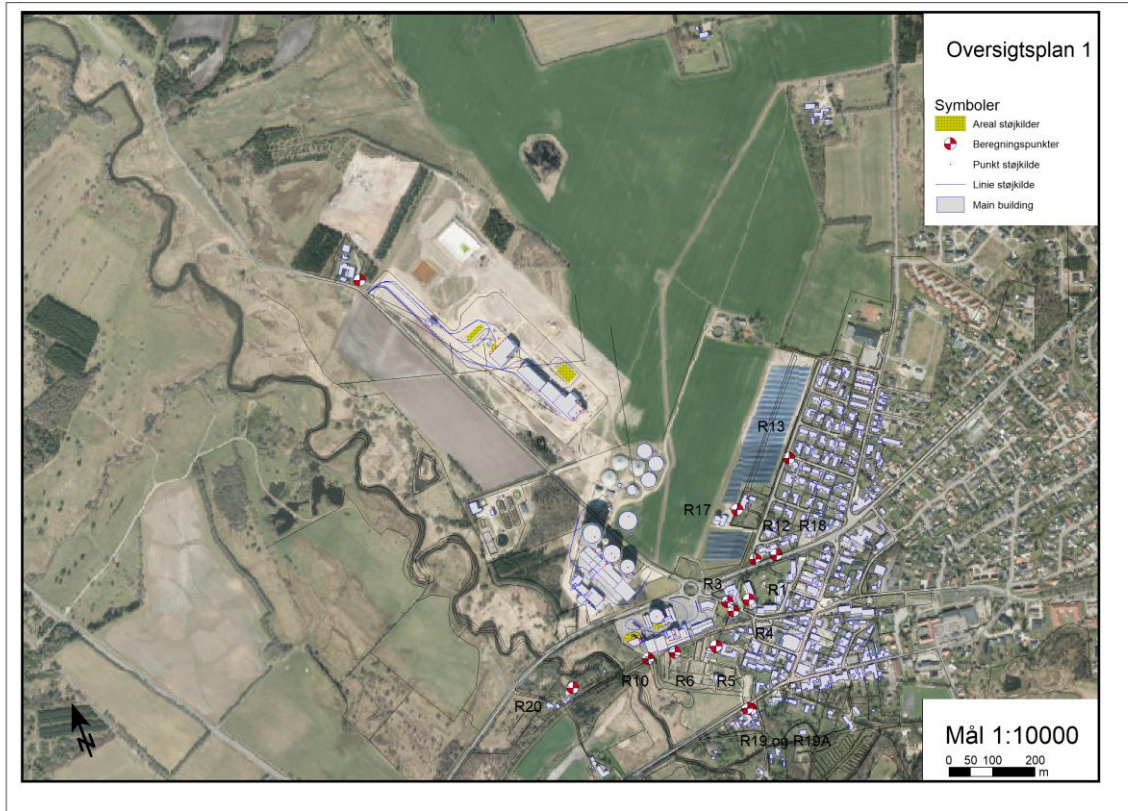 Oversigtsplan 1
Symboler
Areal støjkilder
Beregningspunkter
Punkt støjkilde
Linie støjkilde
Main building
R13
R17
R12
R18
R3
R1
R4
R10
R6
R5
R20
R19 og R19A
N
Mål 1:10000
0 50 100 200
m